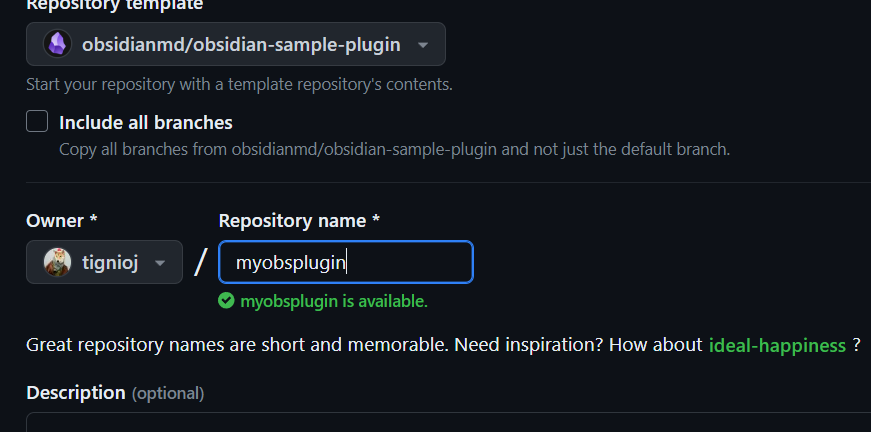 Repository template
obsidianmd/obsidian-sample-plugin
Start your repository with a template repository's contents.
Include all branches
Copy all branches from obsidianmd/obsidian-sample-plugin and not just the default branch.
Owner * Repository name *
tignioj / myobsplugin
myobsplugin is available.
Great repository names are short and memorable. Need inspiration? How about ideal-happiness ?
Description (optional)